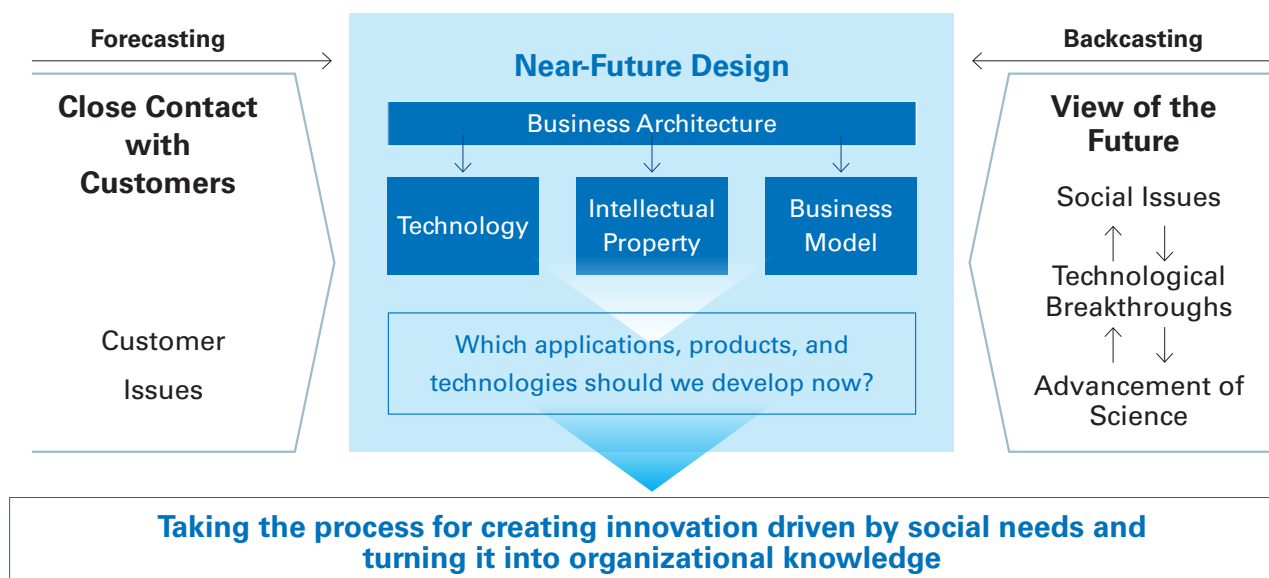 Forecasting
Close Contact
with
Customers
Customer
Issues
Near-Future Design
Business Architecture
Technology
Intellectual
Property
Business
Model
Which applications, products, and
technologies should we develop now?
Backcasting
View of the
Future
Social Issues
Technological
Breakthroughs
Advancement of
Science
Taking the process for creating innovation driven by social needs and
turning it into organizational knowledge